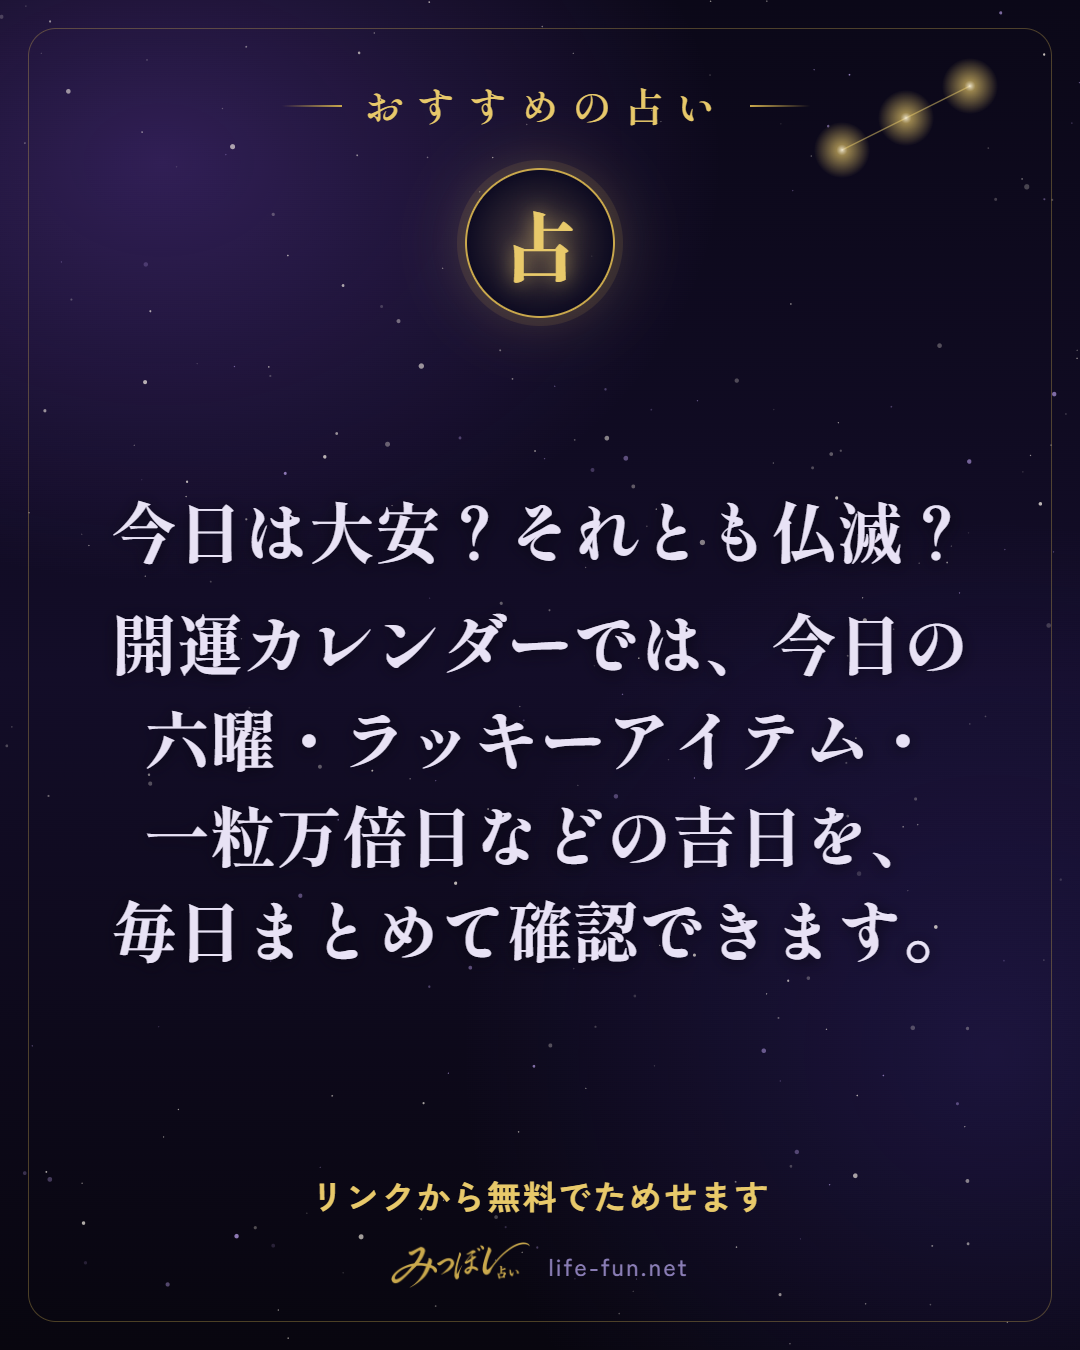 おすすめの占い
占
今日は大安？それとも仏滅？
開運カレンダーでは、今日の
六曜・ラッキーアイテム・
一粒万倍日などの吉日を、
毎日まとめて確認できます。
リンクから無料でためせます
みつぼし占い life-fun.net